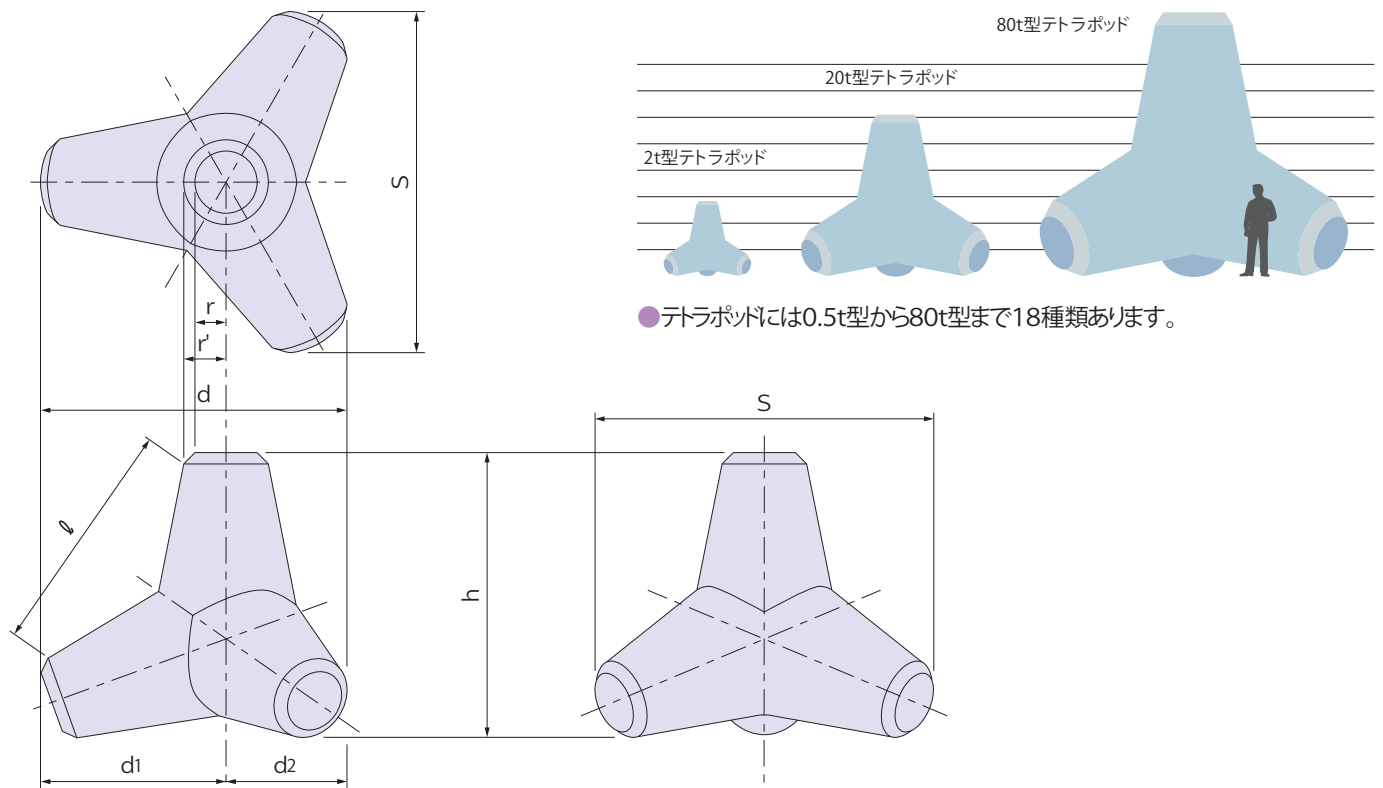 S
80t型テトラポッド
20t型テトラポッド
2t型テトラポッド
●テトラポッドには0.5t型から80t型まで18種類あります。
r
r'
d
S
ℓ
h
d1
d2